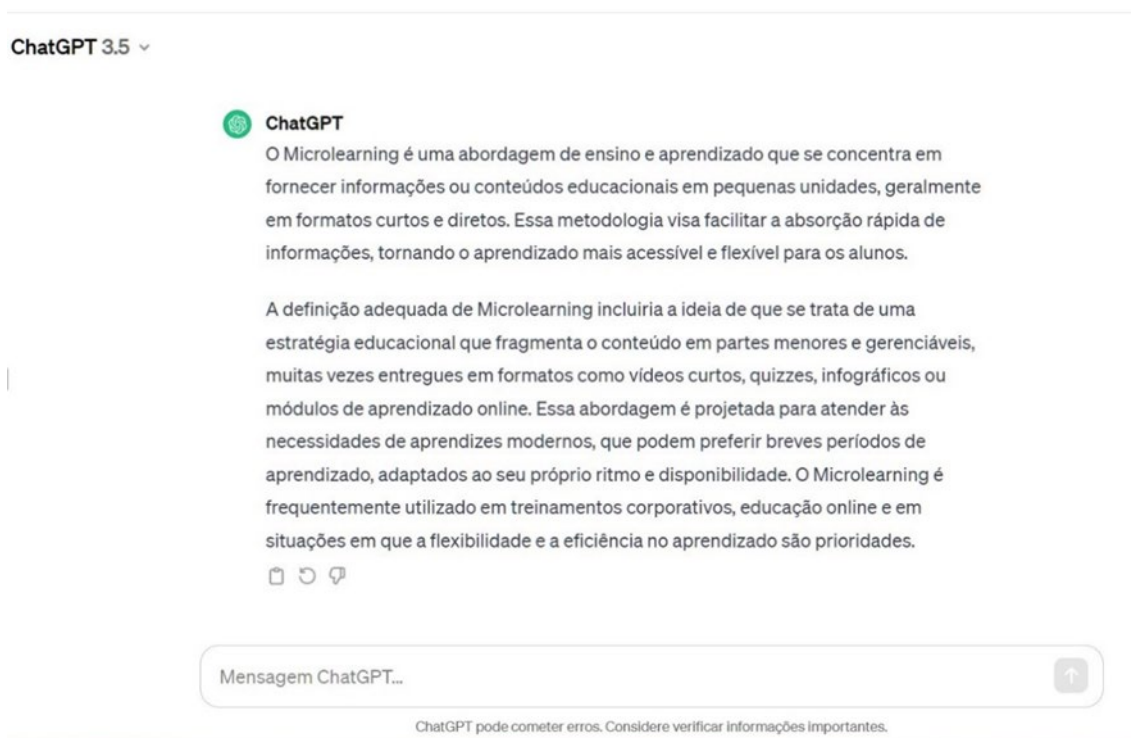 ChatGPT 3.5
ChatGPT
O Microlearning é uma abordagem de ensino e aprendizado que se concentra em
fornecer informações ou conteúdos educacionais em pequenas unidades, geralmente
em formatos curtos e diretos. Essa metodologia visa facilitar a absorção rápida de
informações, tornando o aprendizado mais acessível e flexível para os alunos.
A definição adequada de Microlearning incluiria a ideia de que se trata de uma
estratégia educacional que fragmenta o conteúdo em partes menores e gerenciáveis,
muitas vezes entregues em formatos como vídeos curtos, quizzes, infográficos ou
módulos de aprendizado online. Essa abordagem é projetada para atender às
necessidades de aprendizes modernos, que podem preferir breves períodos de
aprendizado, adaptados ao seu próprio ritmo e disponibilidade. O Microlearning é
frequentemente utilizado em treinamentos corporativos, educação online e em
situações em que a flexibilidade e a eficiência no aprendizado são prioridades.
Mensagem ChatGPT...
ChatGPT pode cometer erros. Considere verificar informações importantes.